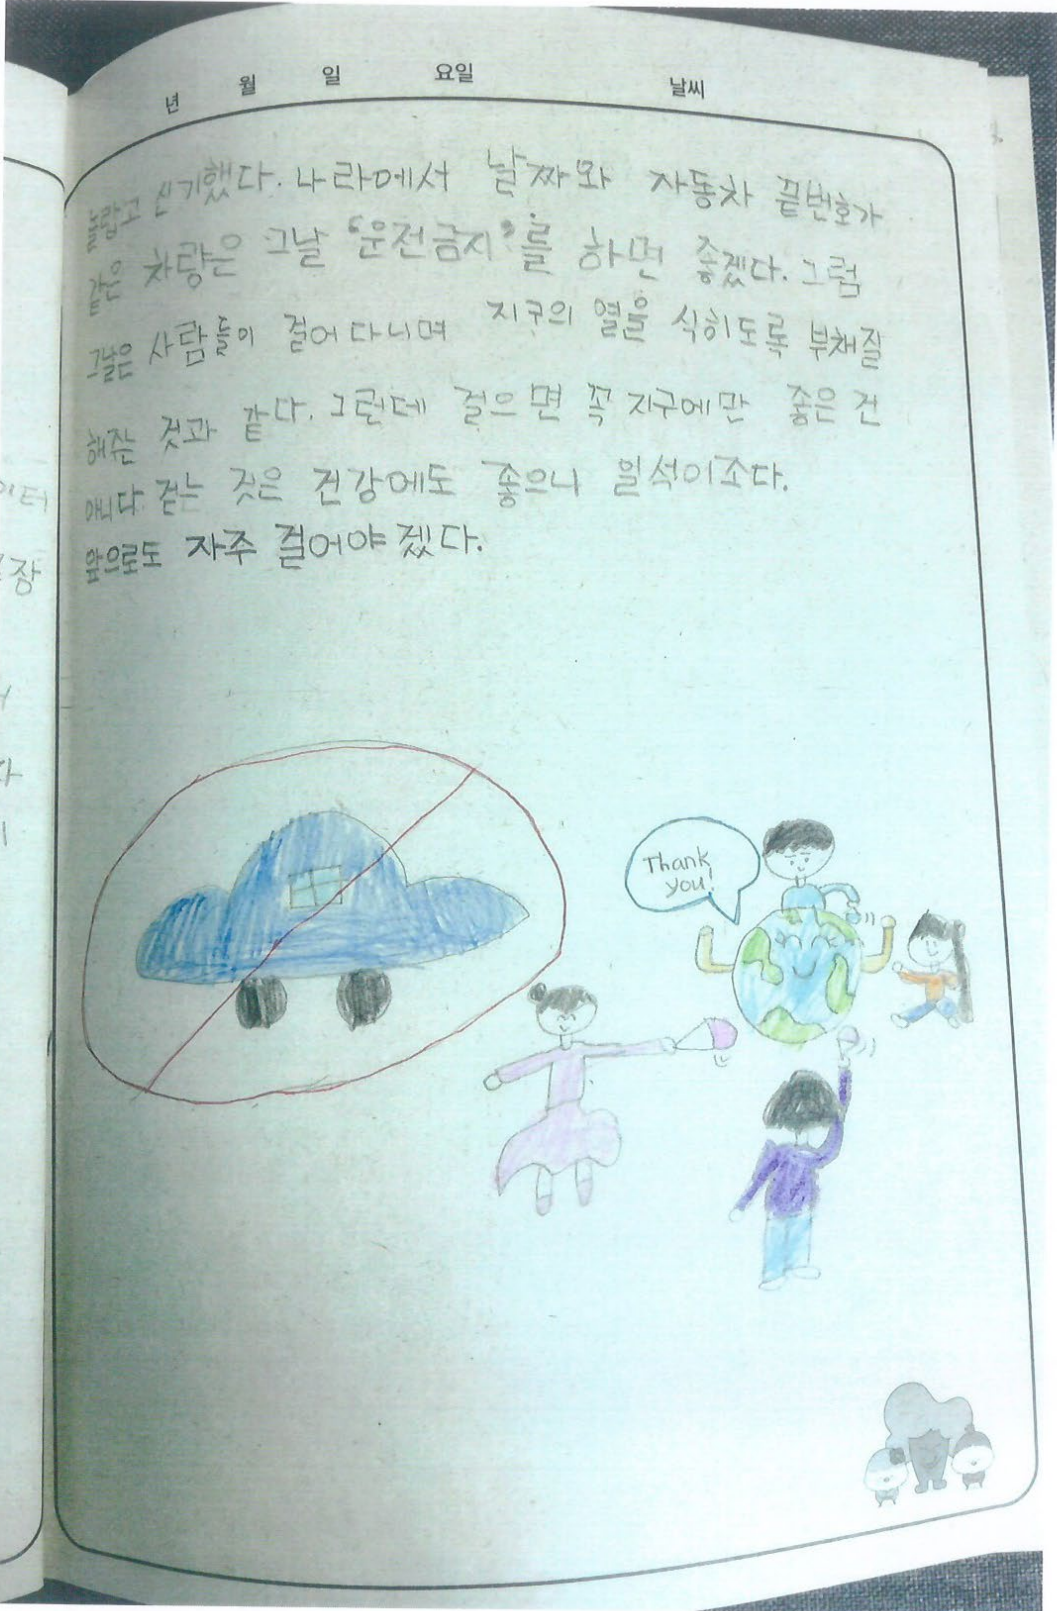 년 월 일 요일 날씨
놀랍고 신기했다. 나라에서 날짜와 자동차 끝번호가
같은 차량은 그날 "운전금지"를 하면 좋겠다. 그럼
그날은 사람들이 걸어 다니며 지구의 열을 식히도록 부채질
해주는 것과 같다. 그런데 걸으면 꼭 지구에만 좋은 건
아니다. 걷는 것은 건강에도 좋으니 일석이조다.
앞으로도 자주 걸어야 겠다.
Thank
you!
이터
장